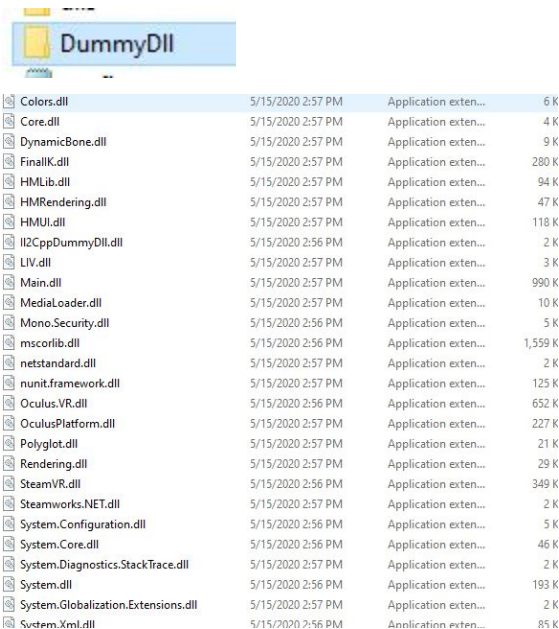 DummyDll
Colors.dll 5/15/2020 2:57 PM Application exten... 6 K
Core.dll 5/15/2020 2:57 PM Application exten... 4 K
DynamicBone.dll 5/15/2020 2:57 PM Application exten... 9 K
FinalIK.dll 5/15/2020 2:57 PM Application exten... 280 K
HMLib.dll 5/15/2020 2:57 PM Application exten... 94 K
HMRendering.dll 5/15/2020 2:57 PM Application exten... 47 K
HMUI.dll 5/15/2020 2:57 PM Application exten... 118 K
Il2CppDummyDll.dll 5/15/2020 2:56 PM Application exten... 2 K
LIV.dll 5/15/2020 2:57 PM Application exten... 3 K
Main.dll 5/15/2020 2:57 PM Application exten... 990 K
MediaLoader.dll 5/15/2020 2:57 PM Application exten... 10 K
Mono.Security.dll 5/15/2020 2:56 PM Application exten... 5 K
mscorlib.dll 5/15/2020 2:56 PM Application exten... 1,559 K
netstandard.dll 5/15/2020 2:57 PM Application exten... 2 K
nunit.framework.dll 5/15/2020 2:57 PM Application exten... 125 K
Oculus.VR.dll 5/15/2020 2:56 PM Application exten... 652 K
OculusPlatform.dll 5/15/2020 2:57 PM Application exten... 227 K
Polyglot.dll 5/15/2020 2:57 PM Application exten... 21 K
Rendering.dll 5/15/2020 2:57 PM Application exten... 29 K
SteamVR.dll 5/15/2020 2:56 PM Application exten... 349 K
Steamworks.NET.dll 5/15/2020 2:57 PM Application exten... 2 K
System.Configuration.dll 5/15/2020 2:56 PM Application exten... 5 K
System.Core.dll 5/15/2020 2:56 PM Application exten... 46 K
System.Diagnostics.StackTrace.dll 5/15/2020 2:57 PM Application exten... 2 K
System.dll 5/15/2020 2:56 PM Application exten... 193 K
System.Globalization.Extensions.dll 5/15/2020 2:57 PM Application exten... 2 K
System.Xml.dll 5/15/2020 2:56 PM Application exten... 85 K